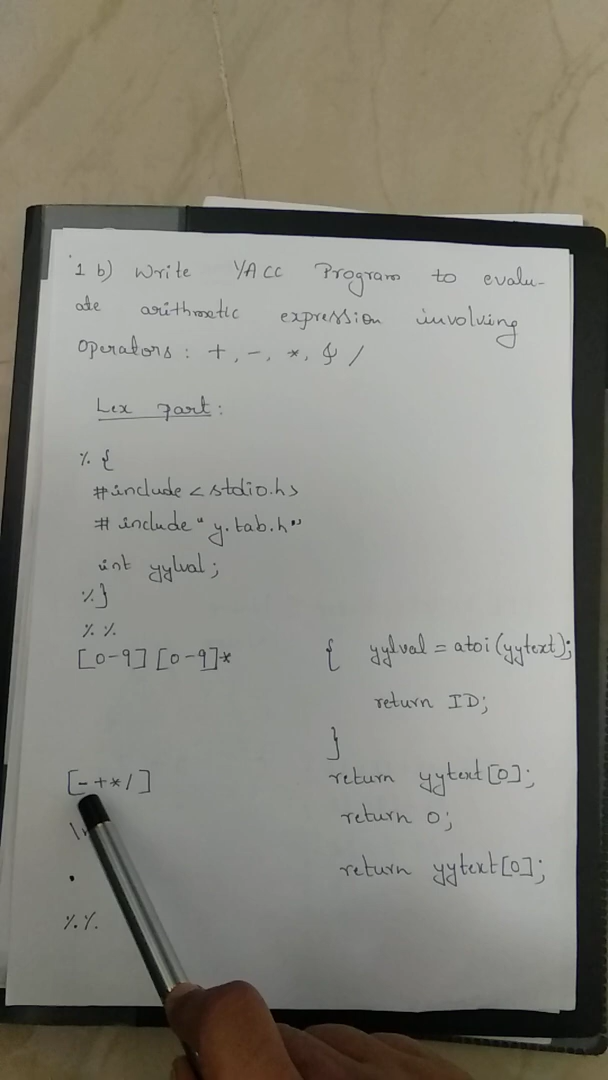 1 b) Write YACC Program to evalu-
ate arithmetic expression involving
Operators : +, -, *, & /
Lex part :
% {
#include < stdio.h>
# include " y.tab.h"
int yylval ;
% }
% %
[0-9] [0-9]* { yylval = atoi (yytext);
return ID;
}
[-+*/] return yytext [0];
return 0;
. return yytext[0];
%%